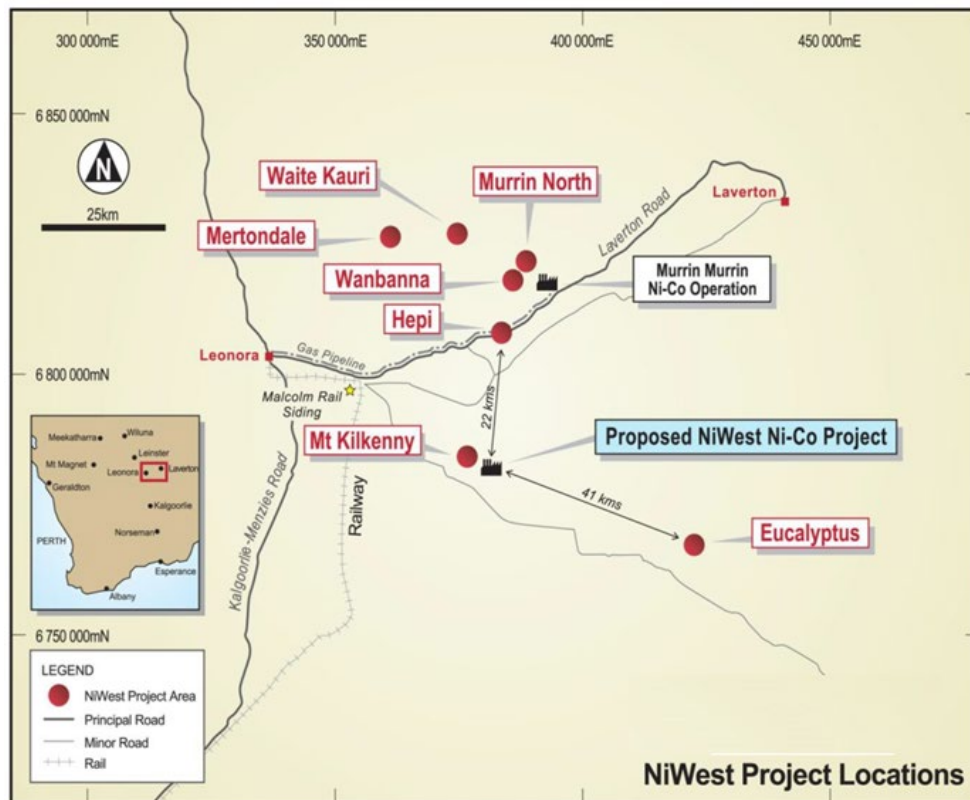 300 000mE
350 000mE
400 000mE
450 000mE
6 850 000mN
N
25km
Waite Kauri
Murrin North
Laverton
Mertondale
Laverton Road
Wanbanna
Murrin Murrin
Ni-Co Operation
Hepi
Gas Pipeline
Leonora
6 800 000mN
Malcolm Rail
Siding
22 kms
Mt Kilkenny
Proposed NiWest Ni-Co Project
Kalgoorlie-Menzies Road
Railway
41 kms
Eucalyptus
Meekatharra
Wiluna
Leinster
Mt Magnet
Leonora
Laverton
Geraldton
Kalgoorlie
Norseman
PERTH
Esperance
Albany
6 750 000mN
LEGEND
NiWest Project Area
Principal Road
Minor Road
Rail
NiWest Project Locations